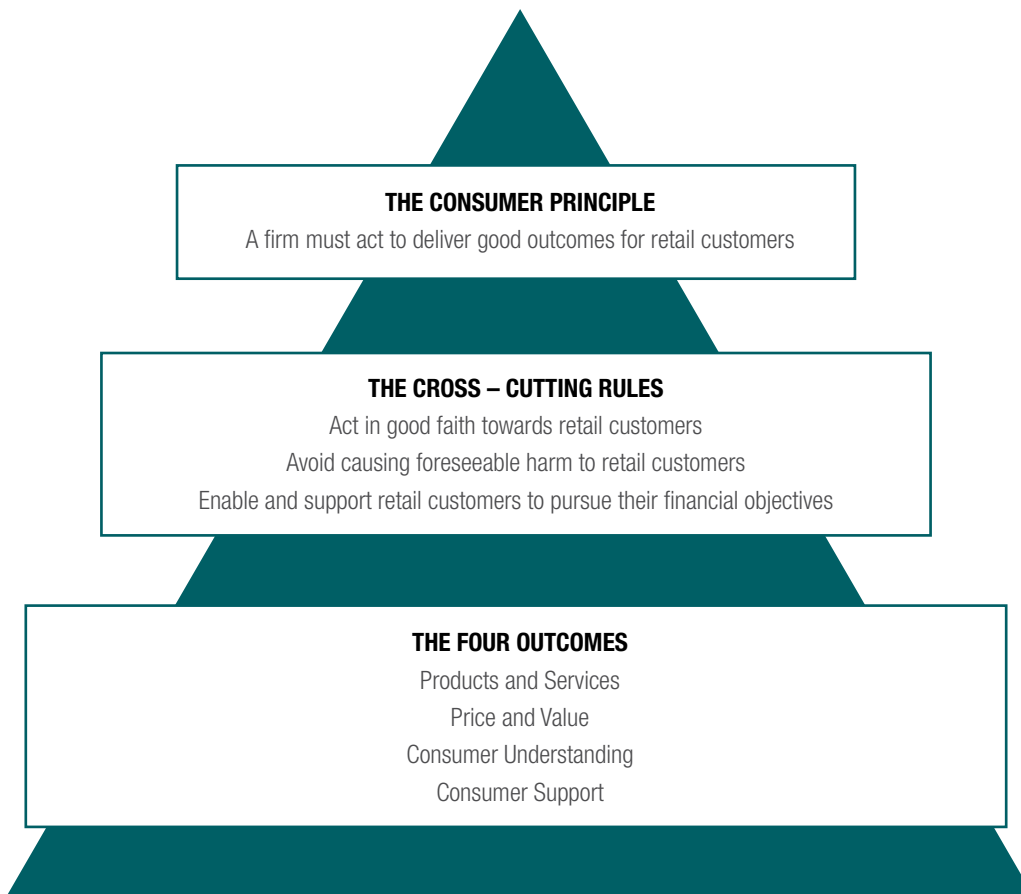 THE CONSUMER PRINCIPLE
A firm must act to deliver good outcomes for retail customers
THE CROSS – CUTTING RULES
Act in good faith towards retail customers
Avoid causing foreseeable harm to retail customers
Enable and support retail customers to pursue their financial objectives
THE FOUR OUTCOMES
Products and Services
Price and Value
Consumer Understanding
Consumer Support